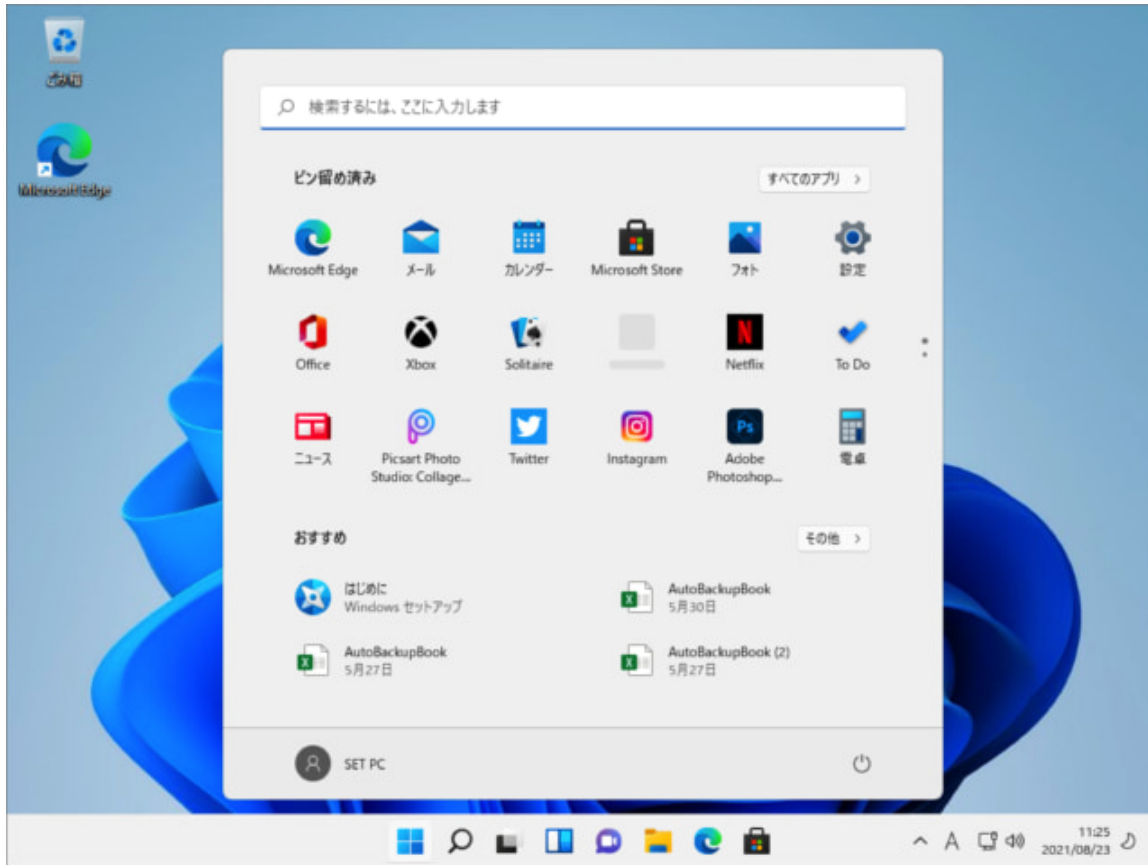 ごみ箱
Microsoft Edge
検索するには、ここに入力します
ピン留め済み
すべてのアプリ
Microsoft Edge
メール
カレンダー
Microsoft Store
フォト
設定
Office
Xbox
Solitaire
Netflix
To Do
ニュース
Picsart Photo
Studio: Collage...
Twitter
Instagram
Ps
Adobe
Photoshop...
電卓
おすすめ
その他
はじめに
Windows セットアップ
AutoBackupBook
5月30日
AutoBackupBook
5月27日
AutoBackupBook (2)
5月27日
SET PC
A
11:25
2021/08/23